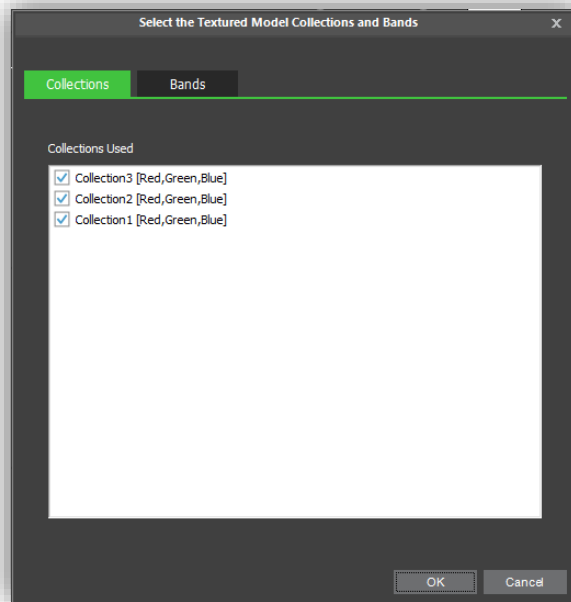 Select the Textured Model Collections and Bands x
Collections Bands
Collections Used
Collection3 [Red,Green,Blue]
Collection2 [Red,Green,Blue]
Collection1 [Red,Green,Blue]
OK Cancel